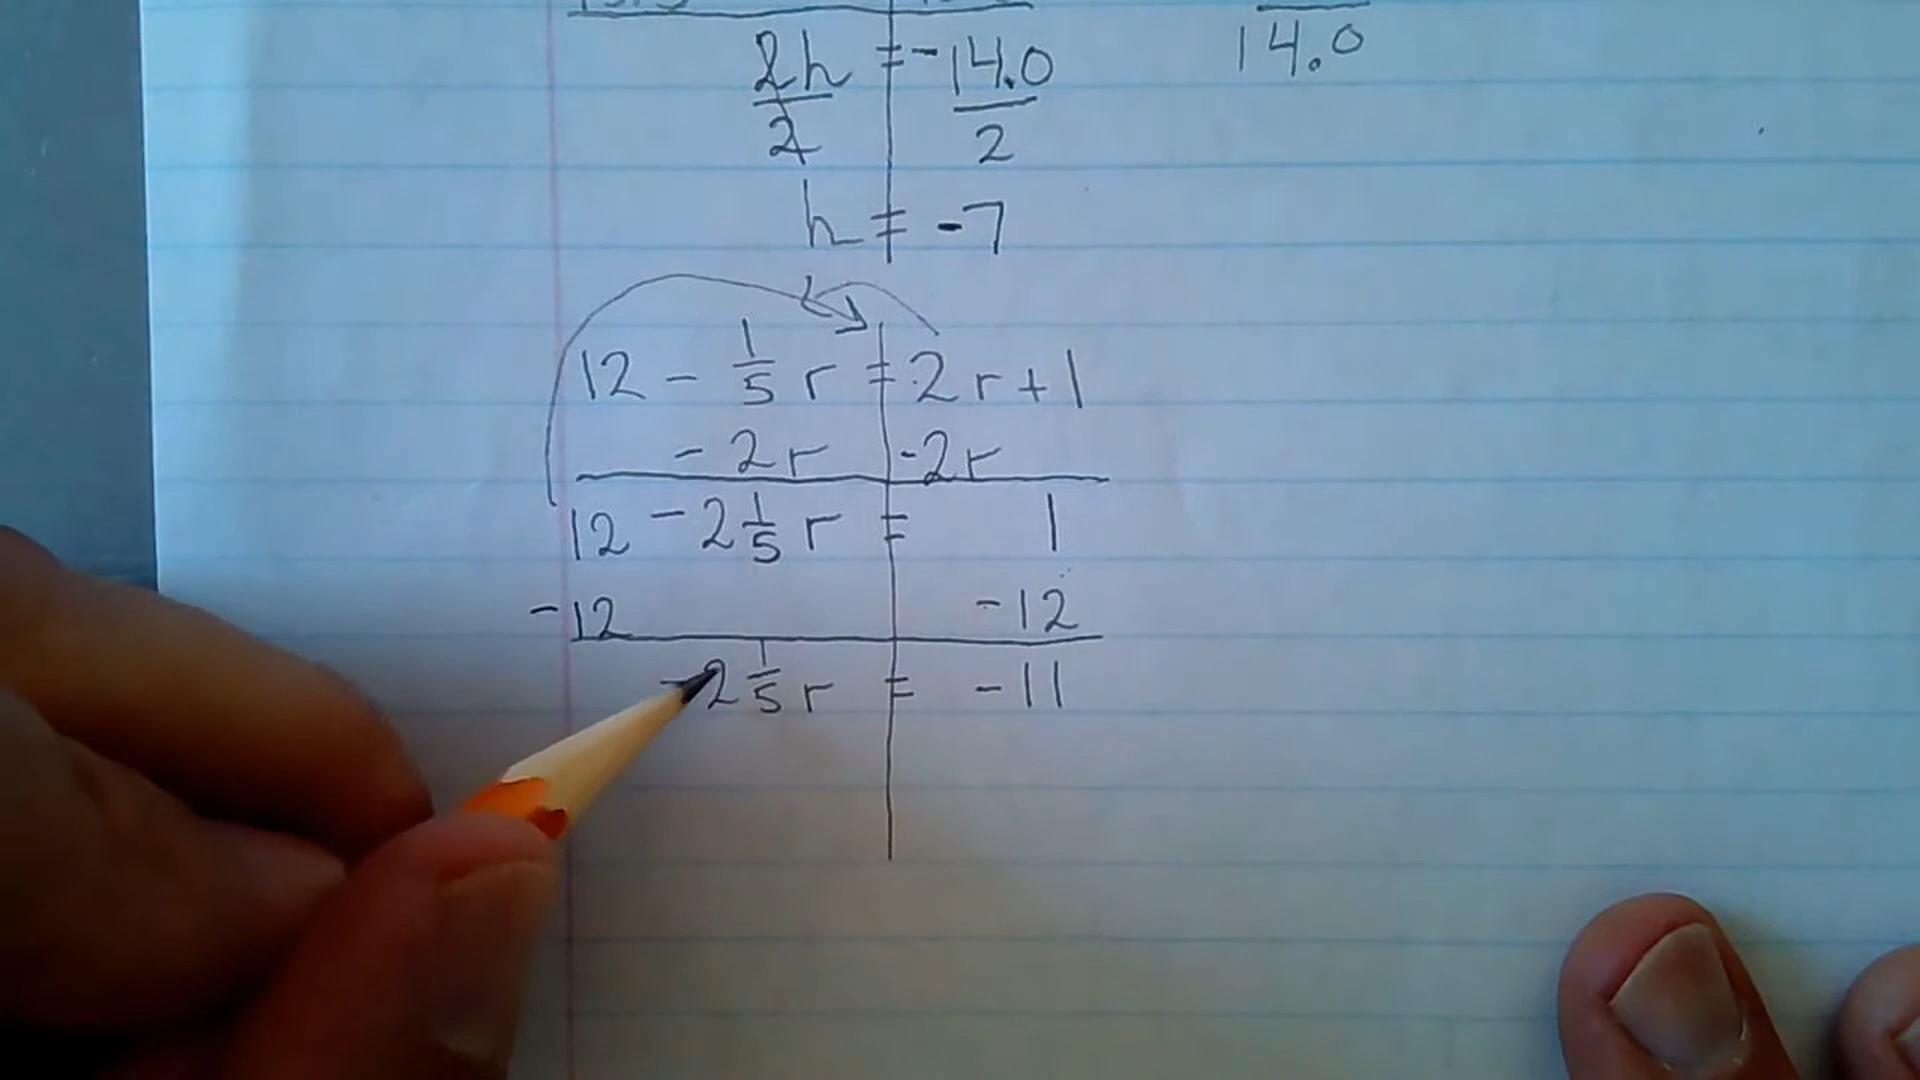 2h = -14.0
2 2
14.0
h = -7
12 - 1/5 r = 2r + 1
- 2r -2r
12 - 2 1/5 r = 1
-12 -12
-2 1/5 r = -11